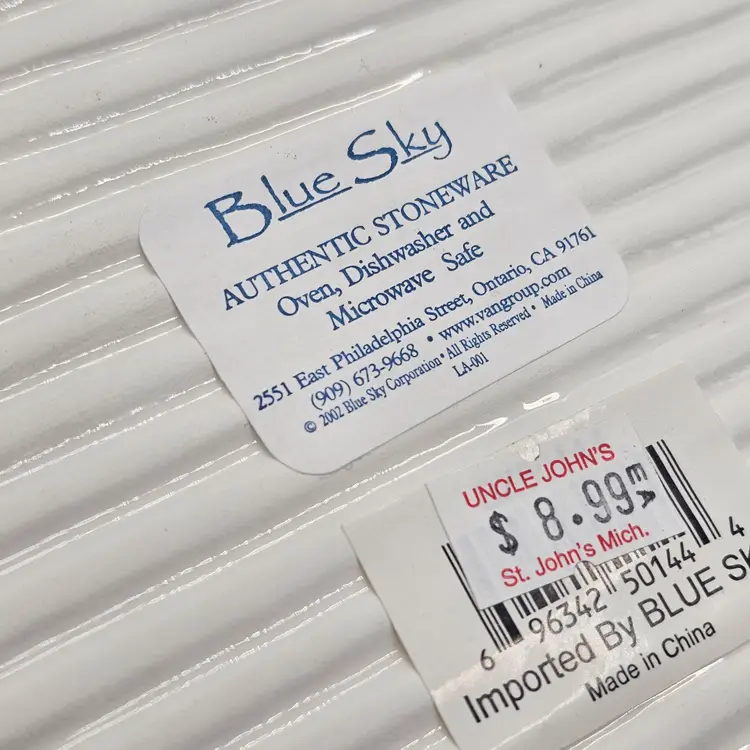 Blue Sky
AUTHENTIC STONEWARE
Oven, Dishwasher and
Microwave Safe
2551 East Philadelphia Street, Ontario, CA 91761
(909) 673-9668 • www.vangroup.com
© 2002 Blue Sky Corporation • All Rights Reserved • Made in China
LA-001
UNCLE JOHN'S
$ 8.99 EA
St. John's Mich.
6 96342 50144 4
Imported By BLUE SK
Made in China